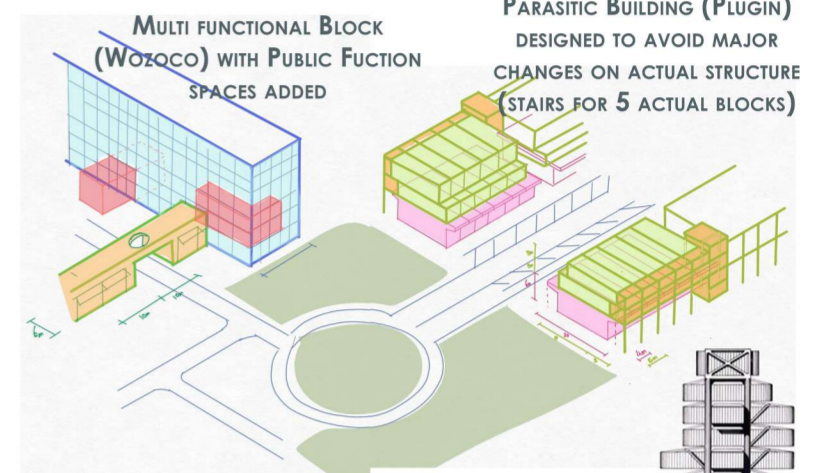 MULTI FUNCTIONAL BLOCK
(WOZOCO) WITH PUBLIC FUCTION
SPACES ADDED
PARASITIC BUILDING (PLUGIN)
DESIGNED TO AVOID MAJOR
CHANGES ON ACTUAL STRUCTURE
(STAIRS FOR 5 ACTUAL BLOCKS)